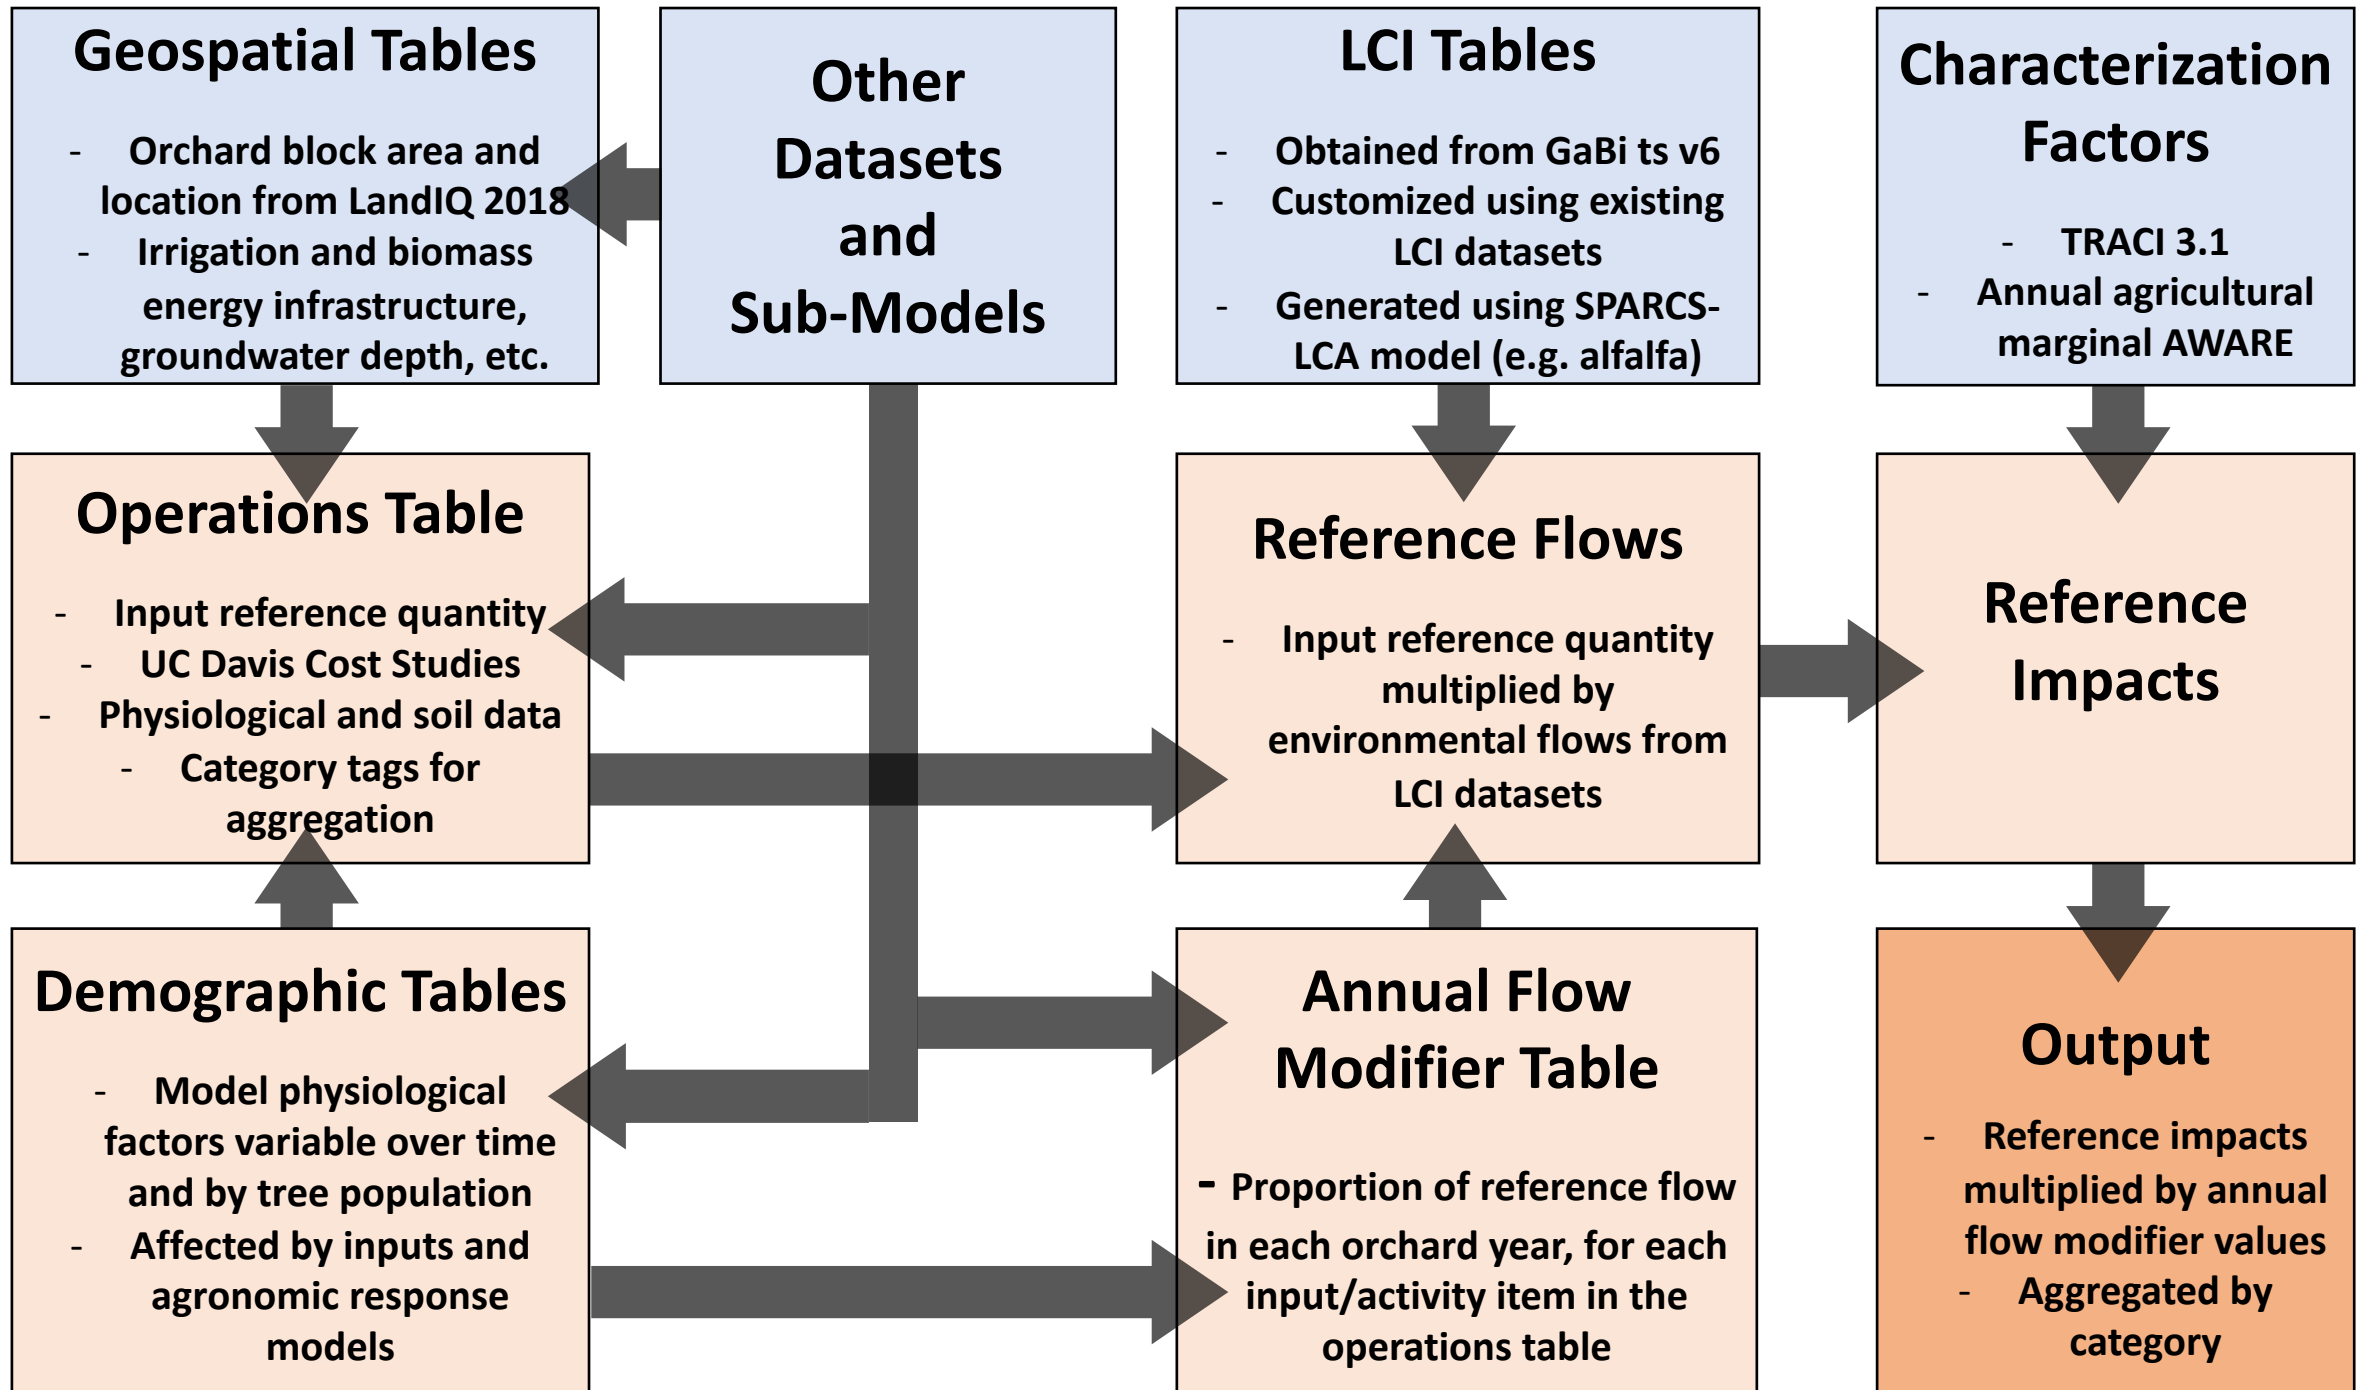 Geospatial Tables
- Orchard block area and
location from LandIQ 2018
- Irrigation and biomass
energy infrastructure,
groundwater depth, etc.
Other
Datasets
and
Sub-Models
LCI Tables
- Obtained from GaBi ts v6
- Customized using existing
LCI datasets
- Generated using SPARCS-
LCA model (e.g. alfalfa)
Characterization
Factors
- TRACI 3.1
- Annual agricultural
marginal AWARE
Operations Table
- Input reference quantity
- UC Davis Cost Studies
- Physiological and soil data
- Category tags for
aggregation
Reference Flows
- Input reference quantity
multiplied by
environmental flows from
LCI datasets
Reference
Impacts
Demographic Tables
- Model physiological
factors variable over time
and by tree population
- Affected by inputs and
agronomic response
models
Annual Flow
Modifier Table
- Proportion of reference flow
in each orchard year, for each
input/activity item in the
operations table
Output
- Reference impacts
multiplied by annual
flow modifier values
- Aggregated by
category